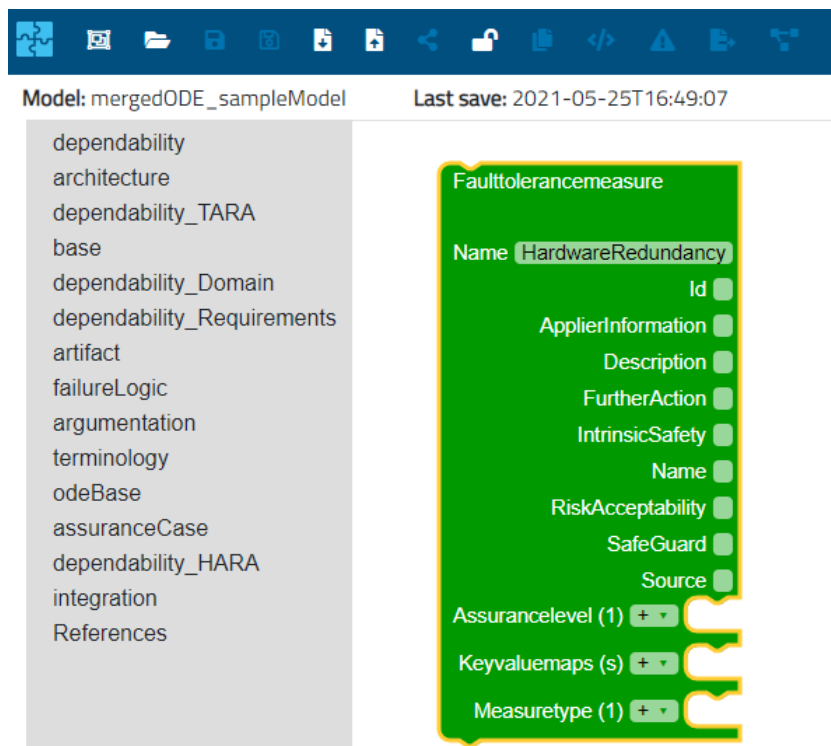 </>
Model: mergedODE_sampleModel Last save: 2021-05-25T16:49:07
dependability
architecture
dependability_TARA
base
dependability_Domain
dependability_Requirements
artifact
failureLogic
argumentation
terminology
odeBase
assuranceCase
dependability_HARA
integration
References
Faulttolerancemeasure
Name HardwareRedundancy
Id
ApplierInformation
Description
FurtherAction
IntrinsicSafety
Name
RiskAcceptability
SafeGuard
Source
Assurancelevel (1) +
Keyvaluemaps (s) +
Measuretype (1) +